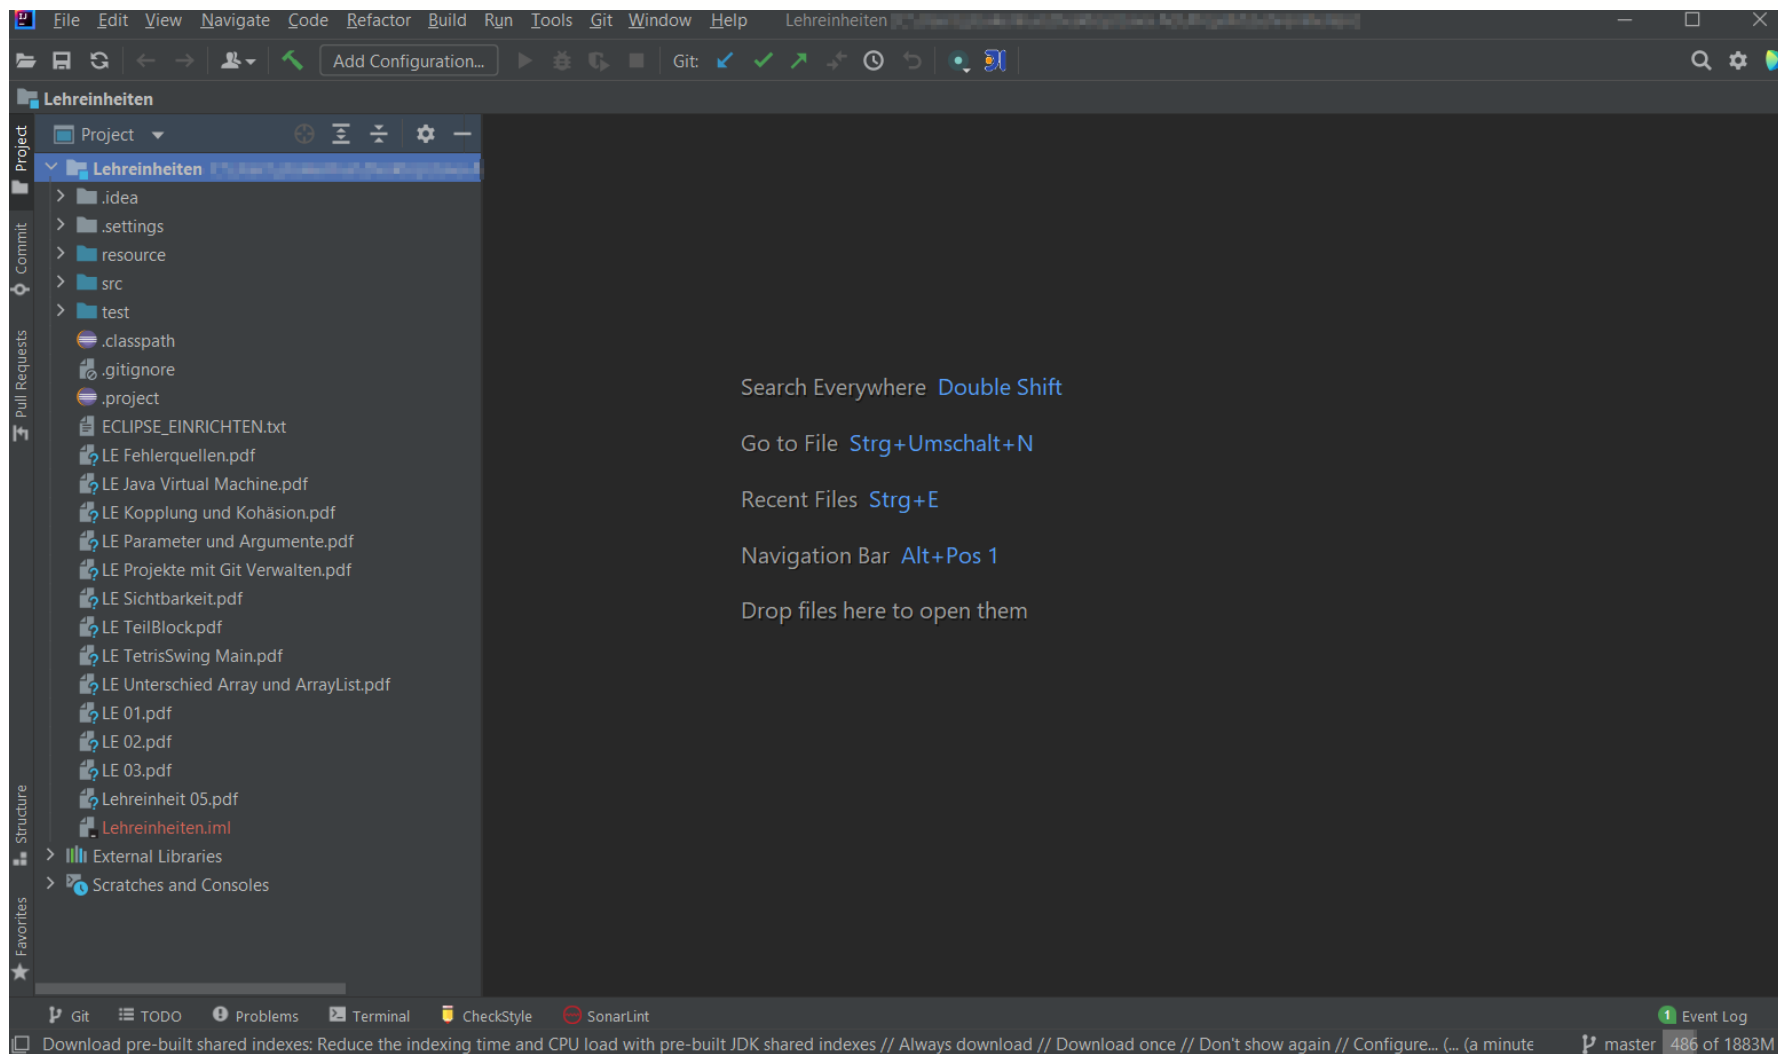 File Edit View Navigate Code Refactor Build Run Tools Git Window Help Lehreinheiten
Add Configuration... Git:
Lehreinheiten
Project
Lehreinheiten
.idea
.settings
resource
src
test
.classpath
.gitignore
.project
ECLIPSE_EINRICHTEN.txt
LE Fehlerquellen.pdf
LE Java Virtual Machine.pdf
LE Kopplung und Kohäsion.pdf
LE Parameter und Argumente.pdf
LE Projekte mit Git Verwalten.pdf
LE Sichtbarkeit.pdf
LE TeilBlock.pdf
LE TetrisSwing Main.pdf
LE Unterschied Array und ArrayList.pdf
LE 01.pdf
LE 02.pdf
LE 03.pdf
Lehreinheit 05.pdf
Lehreinheiten.iml
External Libraries
Scratches and Consoles
Project
Commit
Pull Requests
Structure
Favorites
Search Everywhere Double Shift
Go to File Strg+Umschalt+N
Recent Files Strg+E
Navigation Bar Alt+Pos 1
Drop files here to open them
Git TODO Problems Terminal CheckStyle SonarLint 1 Event Log
Download pre-built shared indexes: Reduce the indexing time and CPU load with pre-built JDK shared indexes // Always download // Download once // Don't show again // Configure... (... (a minute master 486 of 1883M